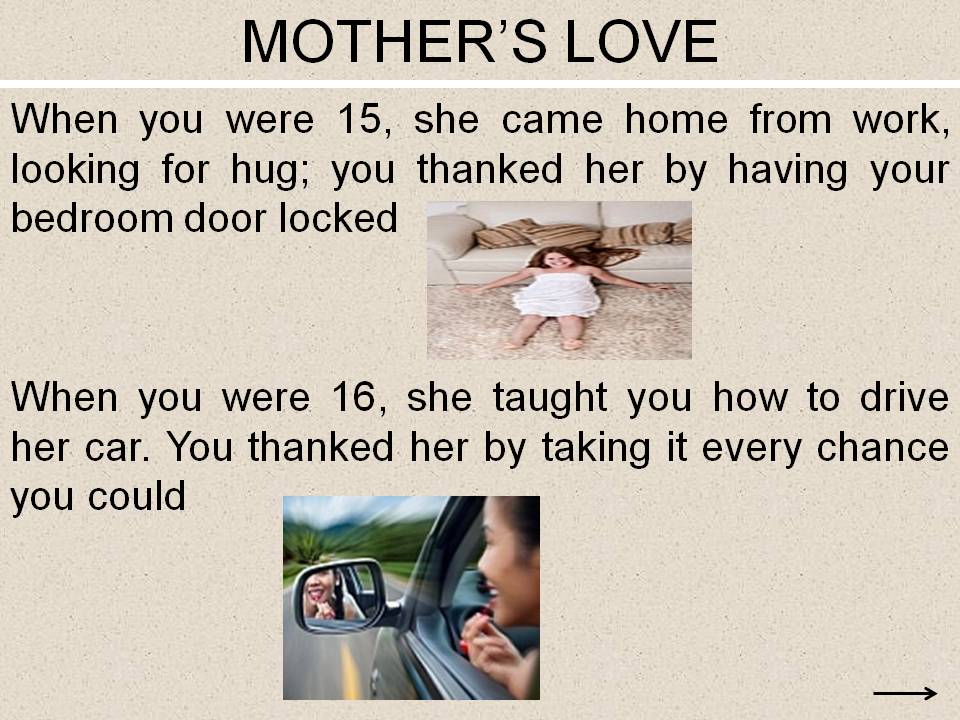 MOTHER’S LOVE
When you were 15, she came home from work,
looking for hug; you thanked her by having your
bedroom door locked
When you were 16, she taught you how to drive
her car. You thanked her by taking it every chance
you could